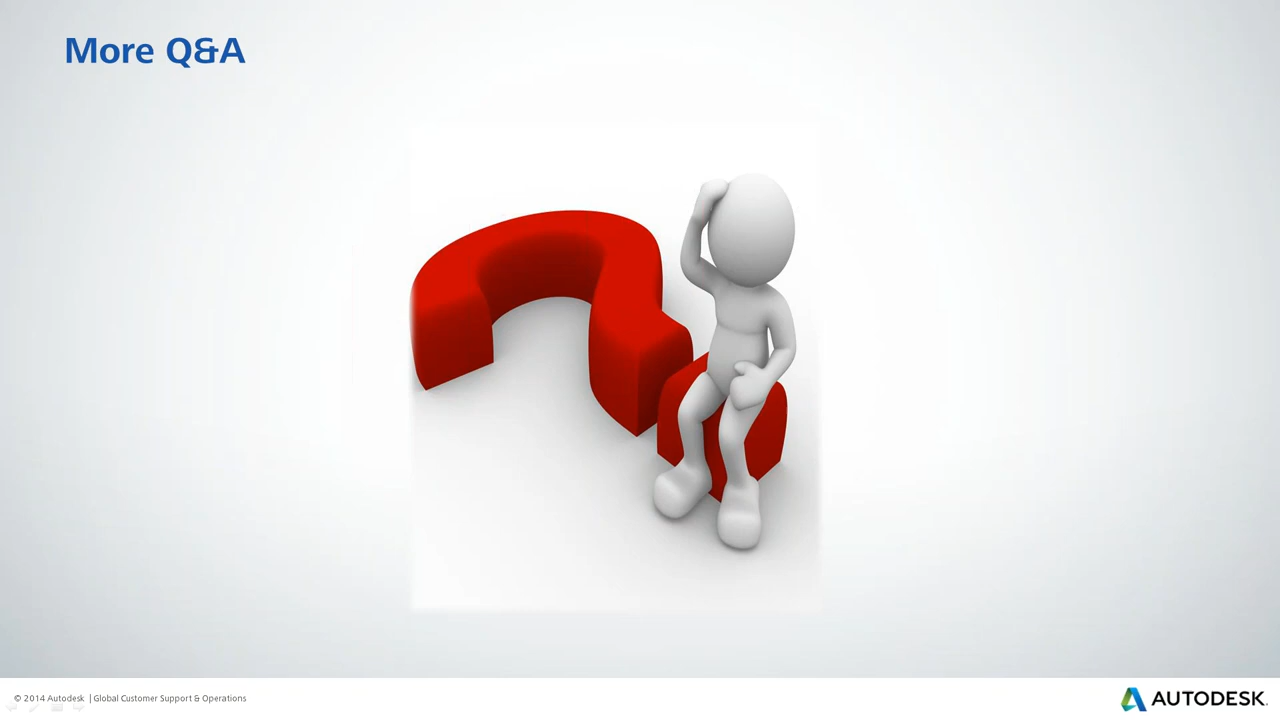 More Q&A
© 2014 Autodesk | Global Customer Support & Operations
AUTODESK.